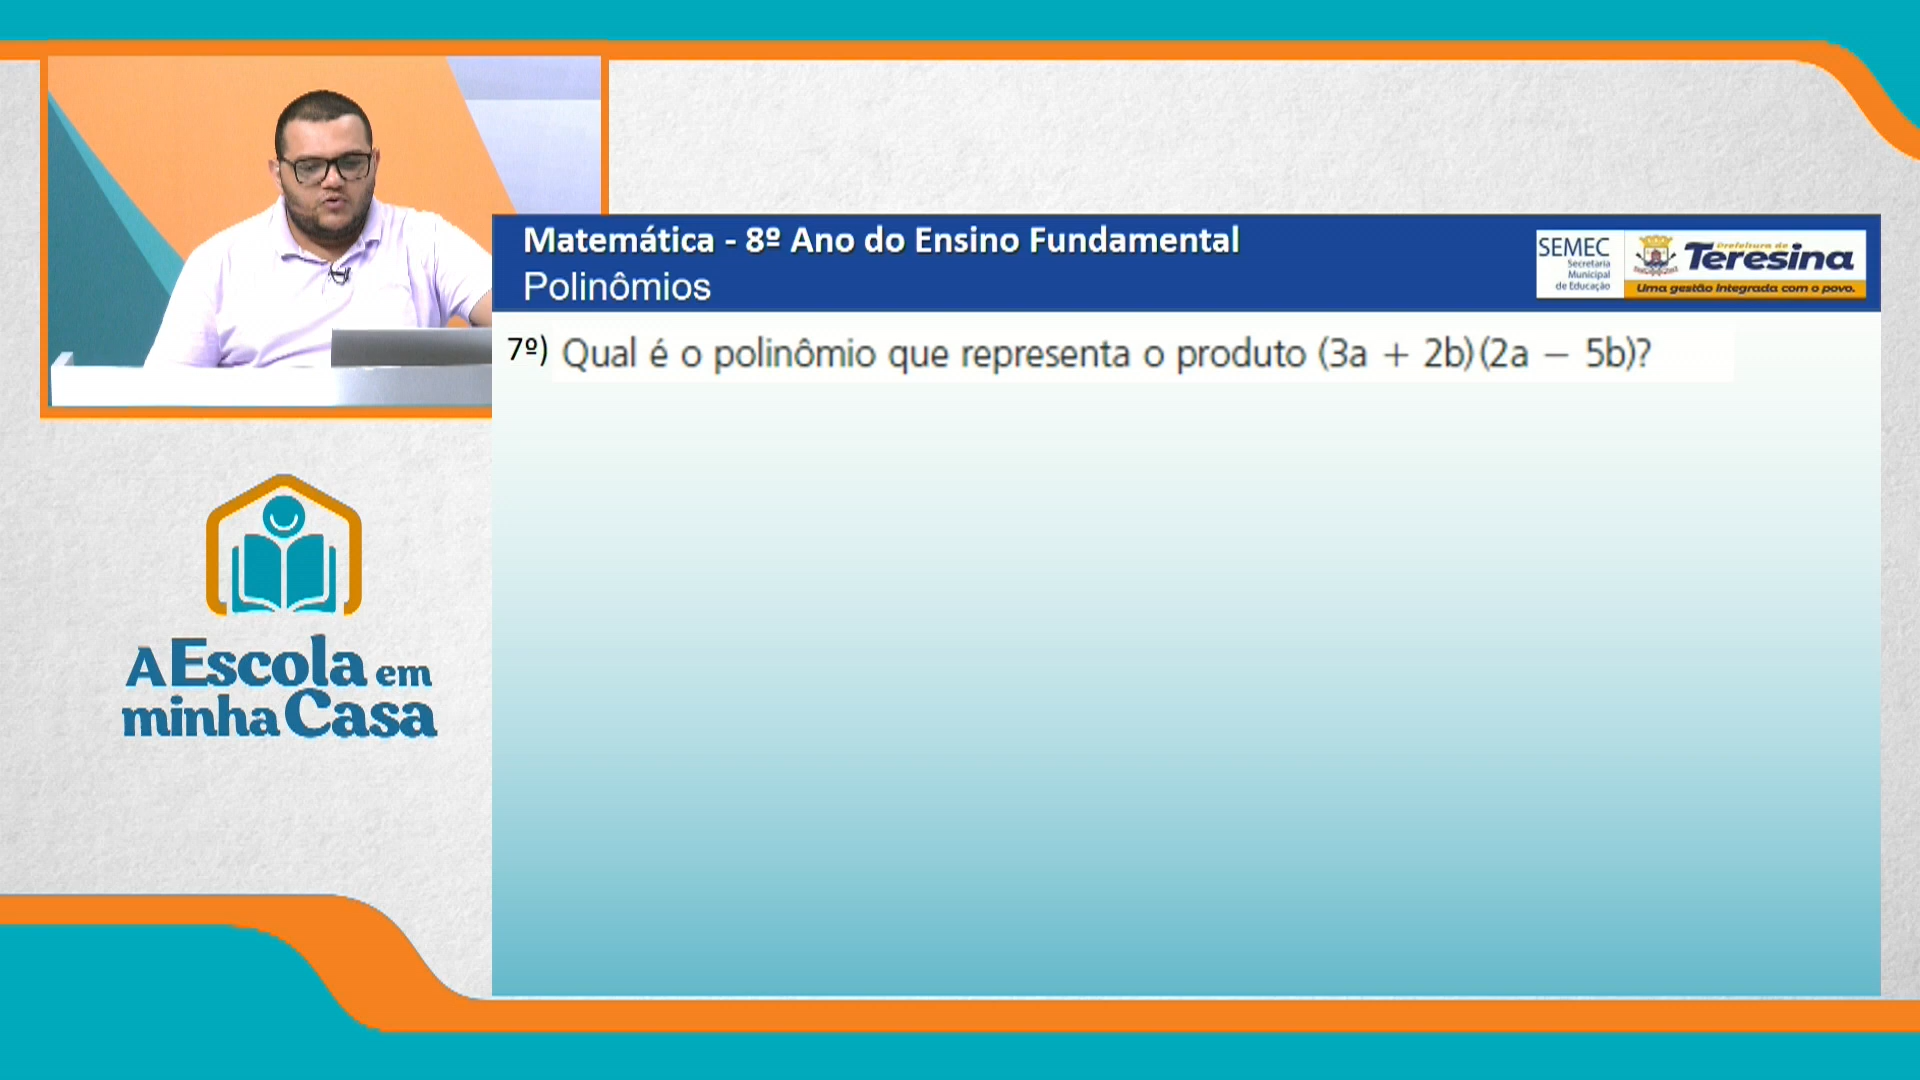 Matemática - 8º Ano do Ensino Fundamental
Polinômios
SEMEC
Secretaria
Municipal
de Educação
Prefeitura de
Teresina
Uma gestão integrada com o povo.
7º) Qual é o polinômio que representa o produto (3a + 2b)(2a − 5b)?
A Escola em
minha Casa